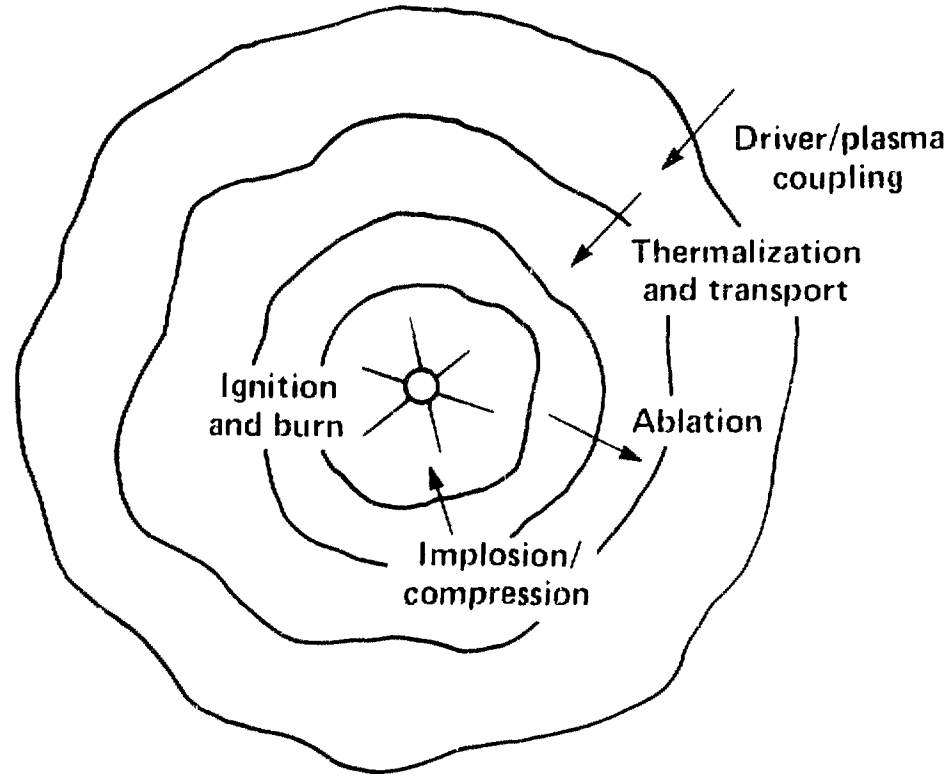 Driver/plasma
coupling
Thermalization
and transport
Ignition
and burn
Ablation
Implosion/
compression